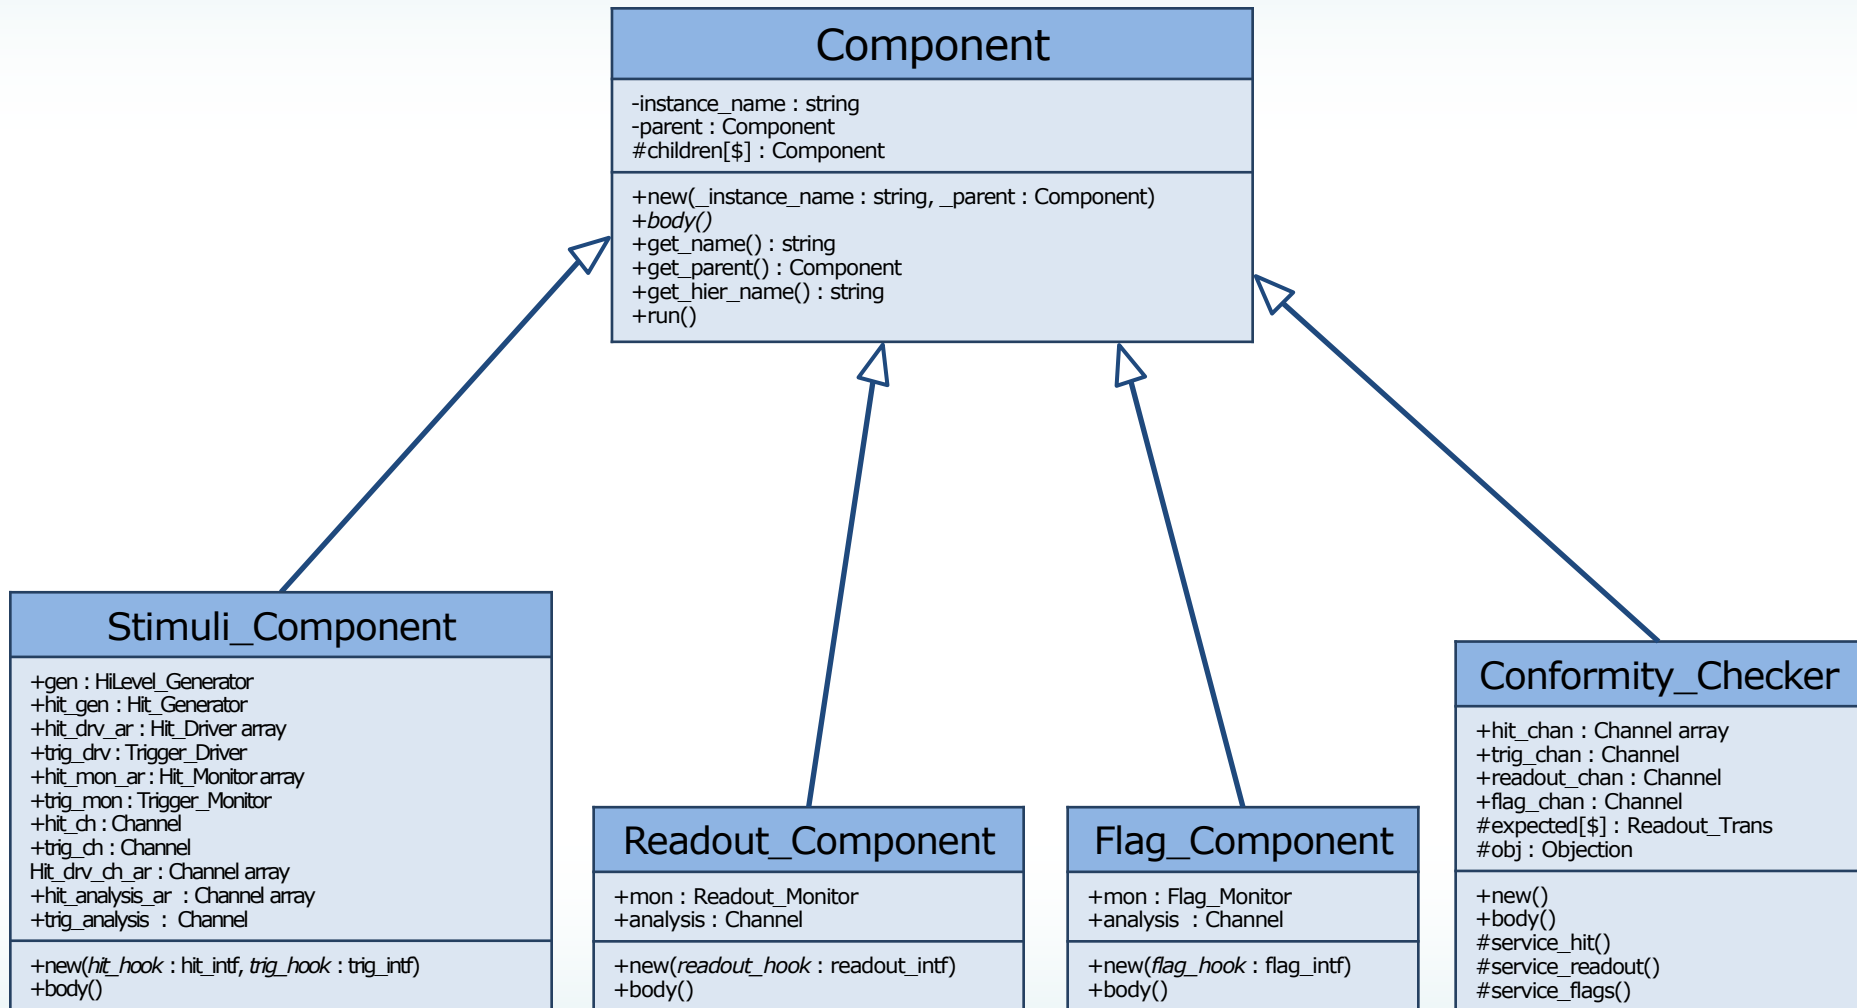 Component
-instance_name : string
-parent : Component
#children[$] : Component
+new(_instance_name : string, _parent : Component)
+body()
+get_name() : string
+get_parent() : Component
+get_hier_name() : string
+run()
Stimuli_Component
+gen : HiLevel_Generator
+hit_gen : Hit_Generator
+hit_drv_ar : Hit_Driver array
+trig_drv : Trigger_Driver
+hit_mon_ar : Hit_Monitor array
+trig_mon : Trigger_Monitor
+hit_ch : Channel
+trig_ch : Channel
Hit_drv_ch_ar : Channel array
+hit_analysis_ar : Channel array
+trig_analysis : Channel
+new(hit_hook : hit_intf, trig_hook : trig_intf)
+body()
Readout_Component
+mon : Readout_Monitor
+analysis : Channel
+new(readout_hook : readout_intf)
+body()
Flag_Component
+mon : Flag_Monitor
+analysis : Channel
+new(flag_hook : flag_intf)
+body()
Conformity_Checker
+hit_chan : Channel array
+trig_chan : Channel
+readout_chan : Channel
+flag_chan : Channel
#expected[$] : Readout_Trans
#obj : Objection
+new()
+body()
#service_hit()
#service_readout()
#service_flags()